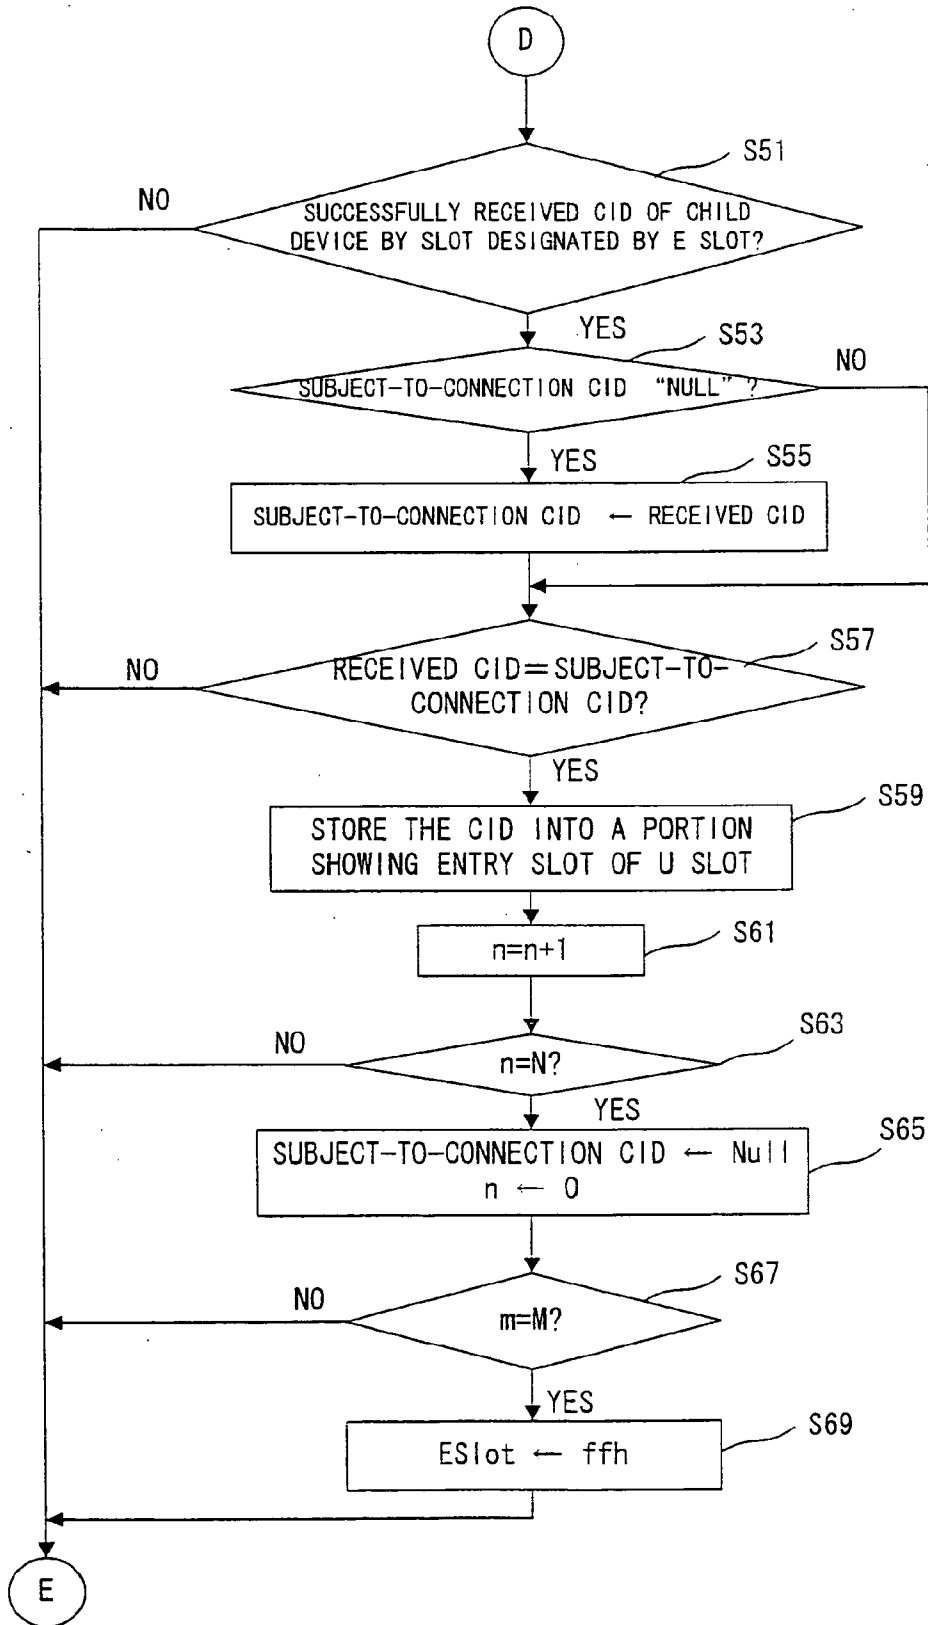 D
S51
NO
SUCCESSFULLY RECEIVED CID OF CHILD
DEVICE BY SLOT DESIGNATED BY E SLOT?
YES
S53
NO
SUBJECT-TO-CONNECTION CID "NULL" ?
YES
S55
SUBJECT-TO-CONNECTION CID ← RECEIVED CID
S57
NO
RECEIVED CID=SUBJECT-TO-
CONNECTION CID?
YES
S59
STORE THE CID INTO A PORTION
SHOWING ENTRY SLOT OF U SLOT
S61
n=n+1
S63
NO
n=N?
YES
S65
SUBJECT-TO-CONNECTION CID ← Null
n ← 0
S67
NO
m=M?
YES
S69
ESlot ← ffh
E